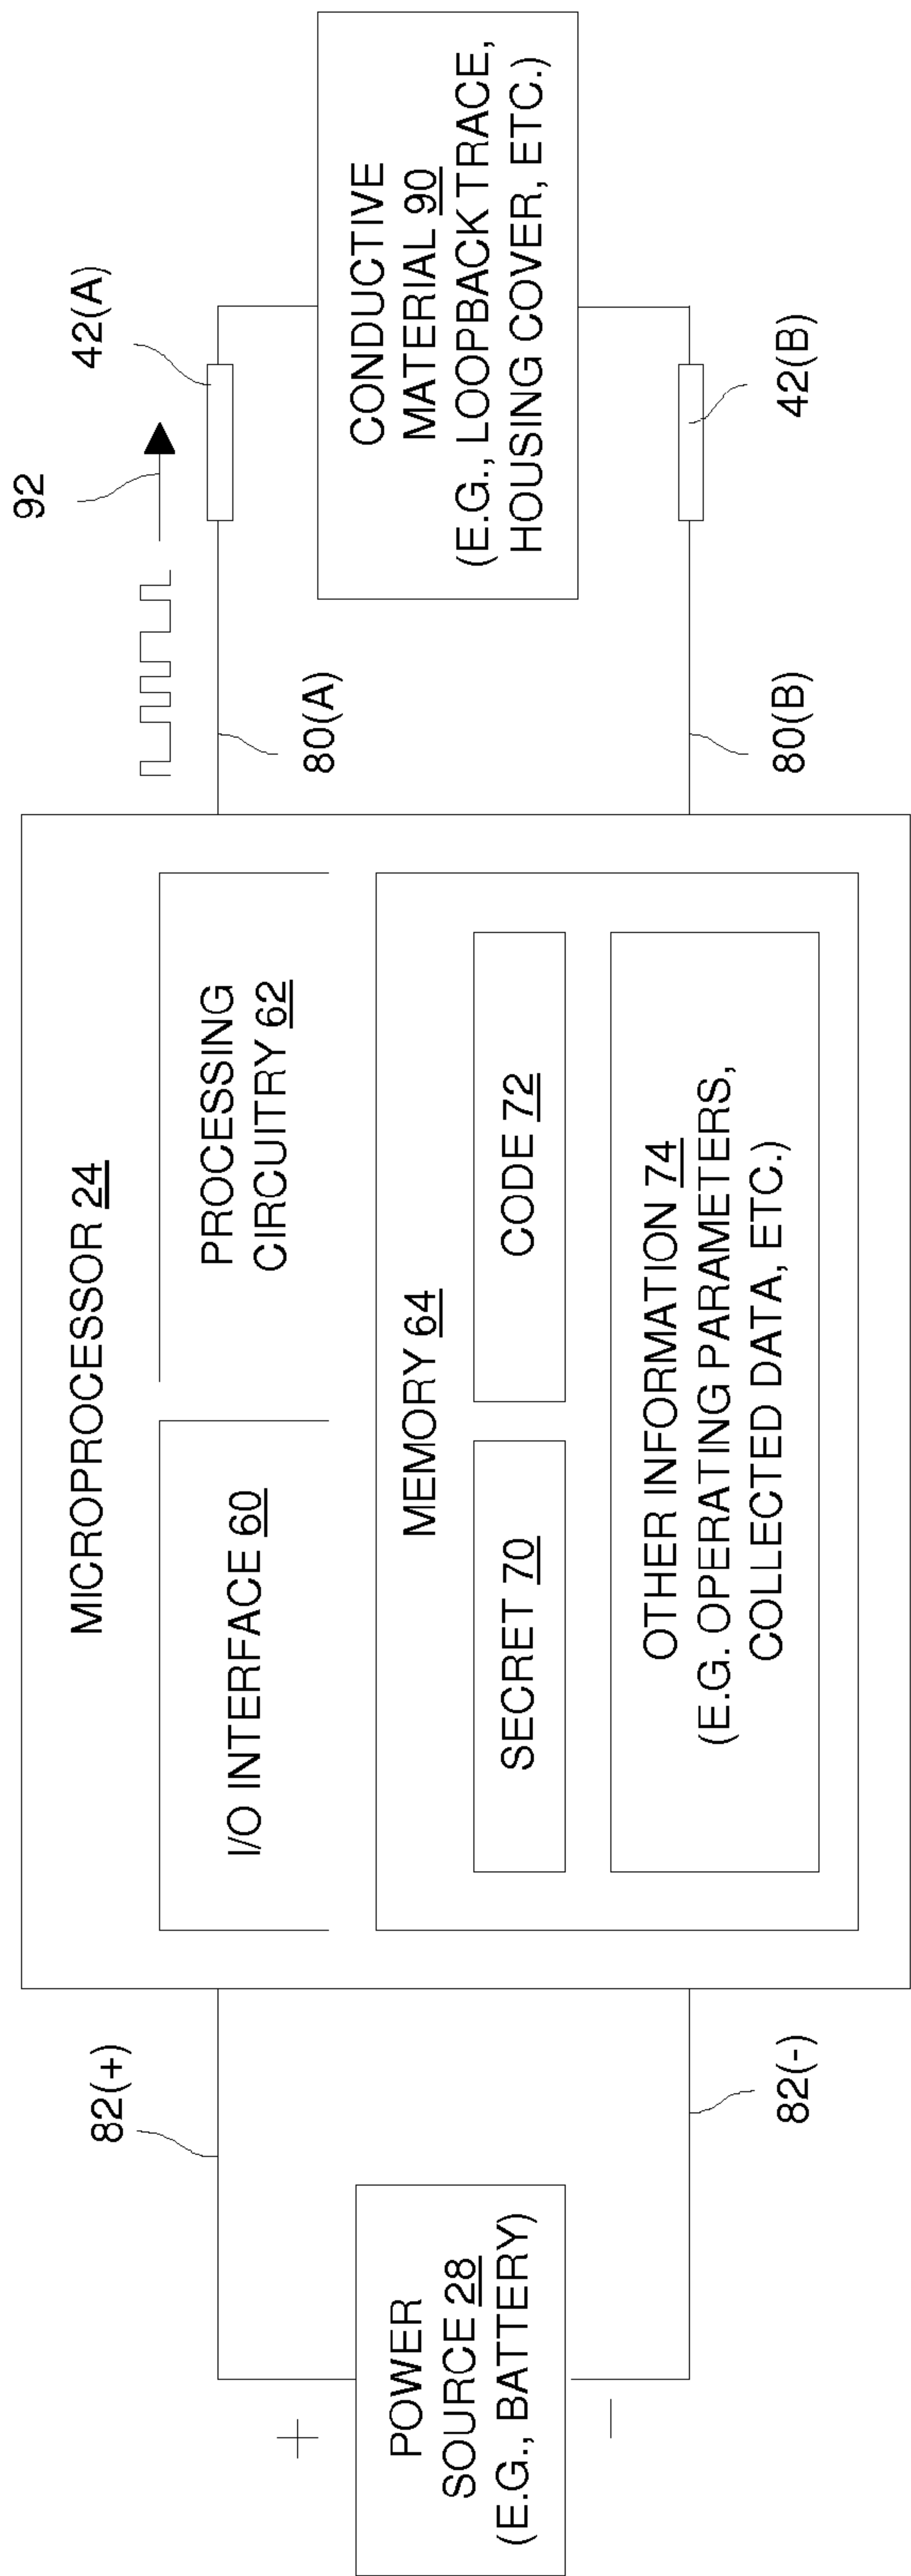 MICROPROCESSOR 24
I/O INTERFACE 60
PROCESSING
CIRCUITRY 62
MEMORY 64
SECRET 70
CODE 72
OTHER INFORMATION 74
(E.G. OPERATING PARAMETERS,
COLLECTED DATA, ETC.)
82(+)
+
POWER
SOURCE 28
(E.G., BATTERY)
−
82(-)
92
42(A)
80(A)
CONDUCTIVE
MATERIAL 90
(E.G., LOOPBACK TRACE,
HOUSING COVER, ETC.)
80(B)
42(B)